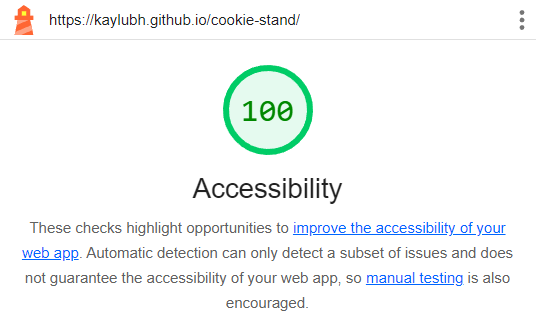 https://kaylubh.github.io/cookie-stand/
100
Accessibility
These checks highlight opportunities to improve the accessibility of your
web app. Automatic detection can only detect a subset of issues and does
not guarantee the accessibility of your web app, so manual testing is also
encouraged.